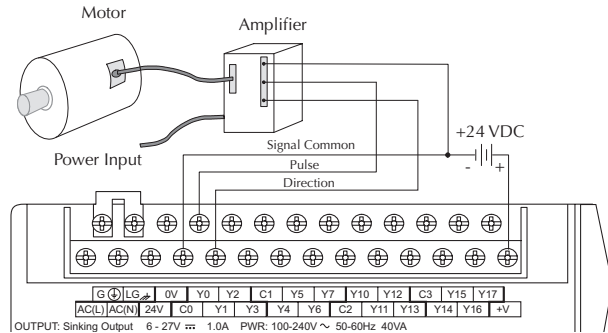 Motor
Amplifier
+24 VDC
- +
Power Input
Signal Common
Pulse
Direction
G LG 0V Y0 Y2 C1 Y5 Y7 Y10 Y12 C3 Y15 Y17
AC(L) AC(N) 24V C0 Y1 Y3 Y4 Y6 C2 Y11 Y13 Y14 Y16 +V
OUTPUT: Sinking Output 6 - 27V ⎓ 1.0A PWR: 100-240V ~ 50-60Hz 40VA